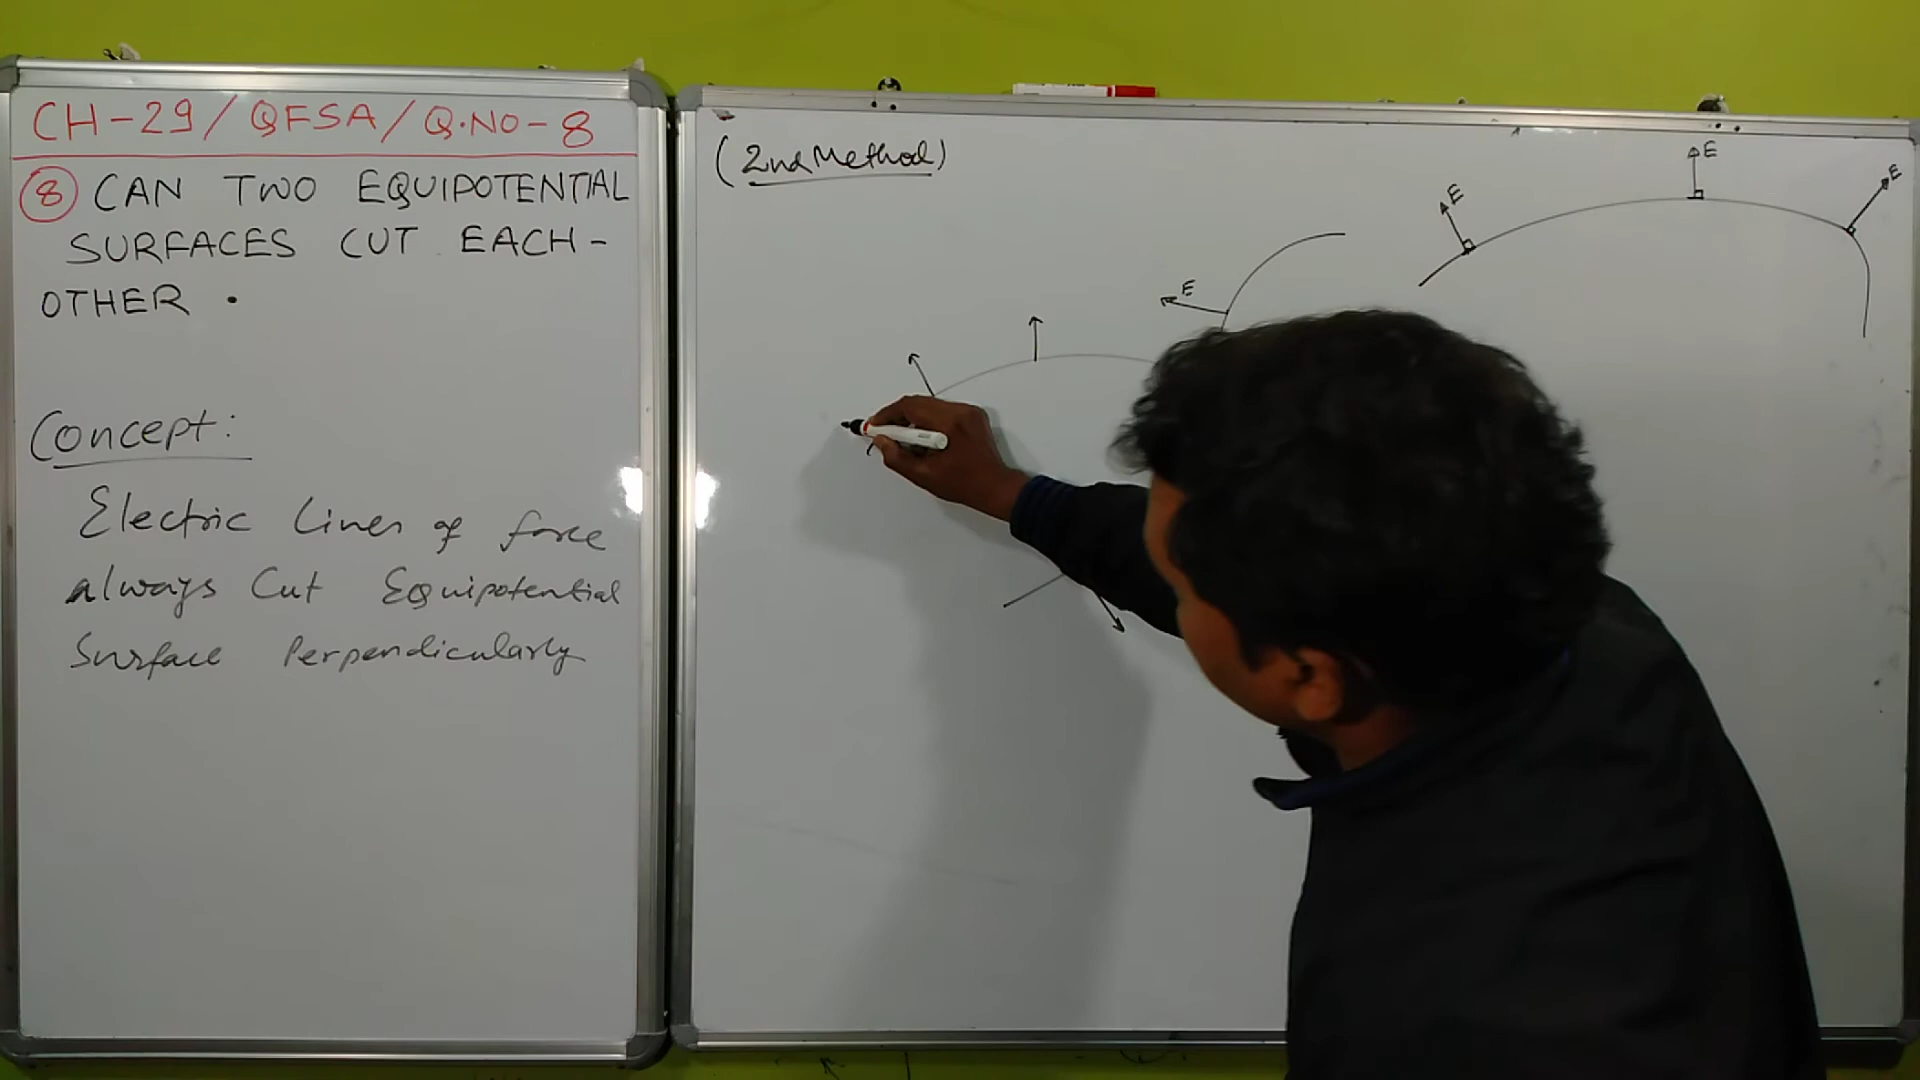 CH-29/QFSA/Q.NO-8
8 CAN TWO EQUIPOTENTIAL
SURFACES CUT EACH-
OTHER .
Concept:
Electric Lines of force
always Cut Equipotential
Surface Perpendicularly
(2nd Method)
E
E
E
E